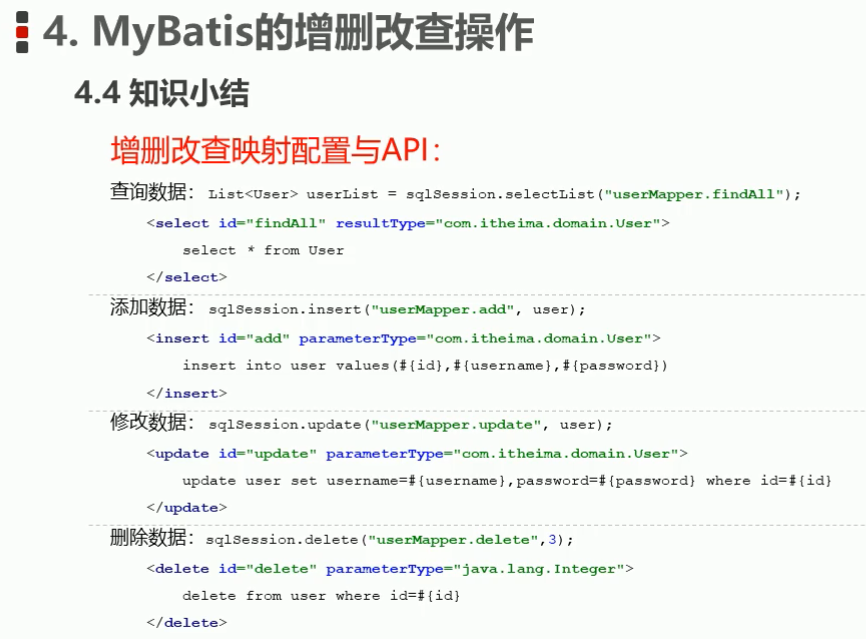 4. MyBatis的增删改查操作
4.4 知识小结
增删改查映射配置与API：
查询数据： List<User> userList = sqlSession.selectList("userMapper.findAll");
<select id="findAll" resultType="com.itheima.domain.User">
select * from User
</select>
添加数据： sqlSession.insert("userMapper.add", user);
<insert id="add" parameterType="com.itheima.domain.User">
insert into user values(#{id},#{username},#{password})
</insert>
修改数据： sqlSession.update("userMapper.update", user);
<update id="update" parameterType="com.itheima.domain.User">
update user set username=#{username},password=#{password} where id=#{id}
</update>
删除数据：sqlSession.delete("userMapper.delete",3);
<delete id="delete" parameterType="java.lang.Integer">
delete from user where id=#{id}
</delete>